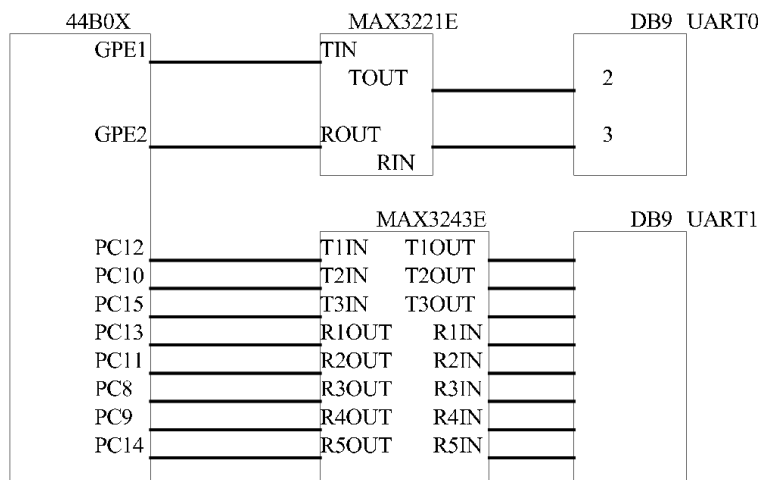 44B0X MAX3221E DB9 UART0
GPE1 TIN
TOUT 2
GPE2 ROUT 3
RIN
MAX3243E DB9 UART1
PC12 T1IN T1OUT
PC10 T2IN T2OUT
PC15 T3IN T3OUT
PC13 R1OUT R1IN
PC11 R2OUT R2IN
PC8 R3OUT R3IN
PC9 R4OUT R4IN
PC14 R5OUT R5IN